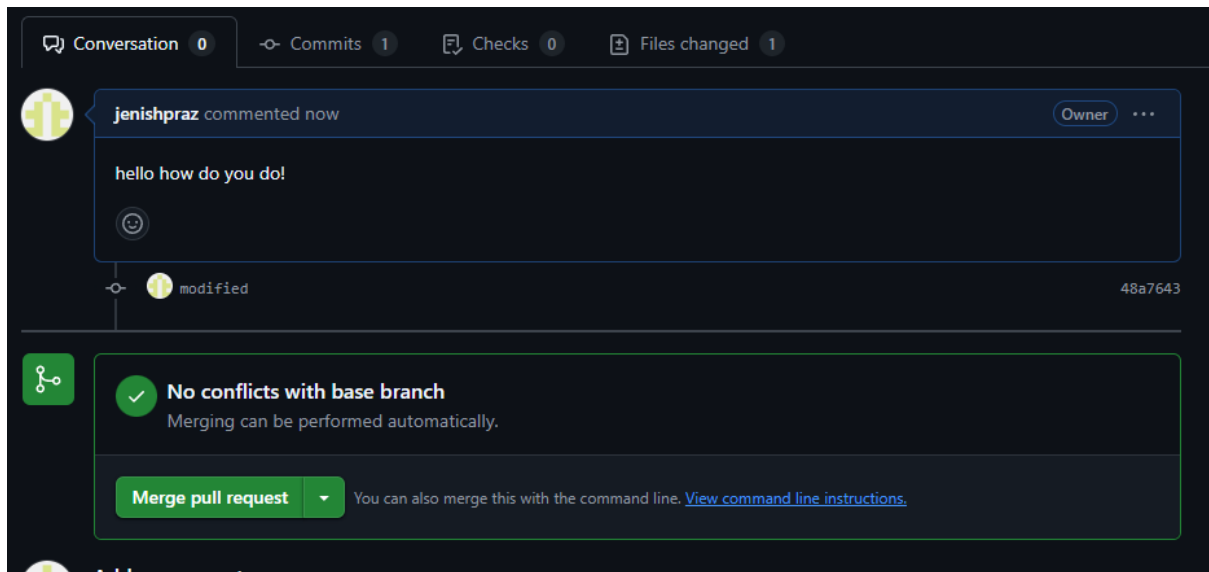 Conversation 0
Commits 1
Checks 0
Files changed 1
jenishpraz commented now
Owner
hello how do you do!
modified
48a7643
No conflicts with base branch
Merging can be performed automatically.
Merge pull request
You can also merge this with the command line. View command line instructions.